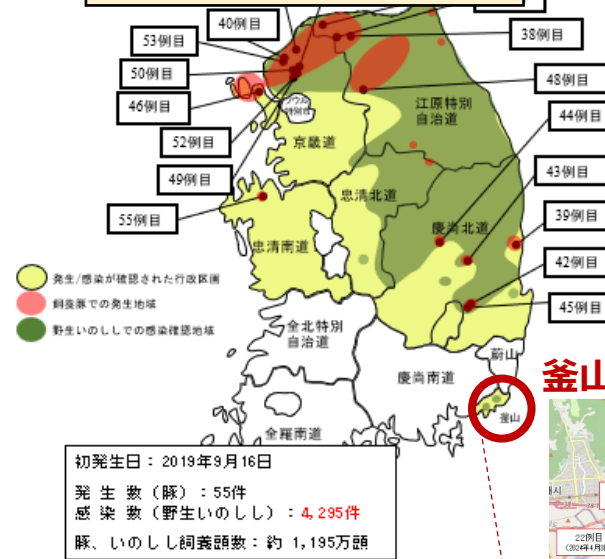 40例目
38例目
53例目
50例目
46例目
48例目
江原特別
自治道
44例目
ソウル
特別市
52例目
京畿道
49例目
43例目
忠清北道
55例目
39例目
慶尚北道
忠清南道
42例目
発生/感染が確認された行政区画
飼養豚での発生地域
45例目
野生いのししでの感染確認地域
全北特別
自治道
蔚山
慶尚南道
釜山
釜山
全羅南道
初発生日：2019年9月16日
発生数（豚）：55件
感染数（野生いのしし）：4,295件
豚、いのしし飼養頭数：約 1,195万頭
22例目